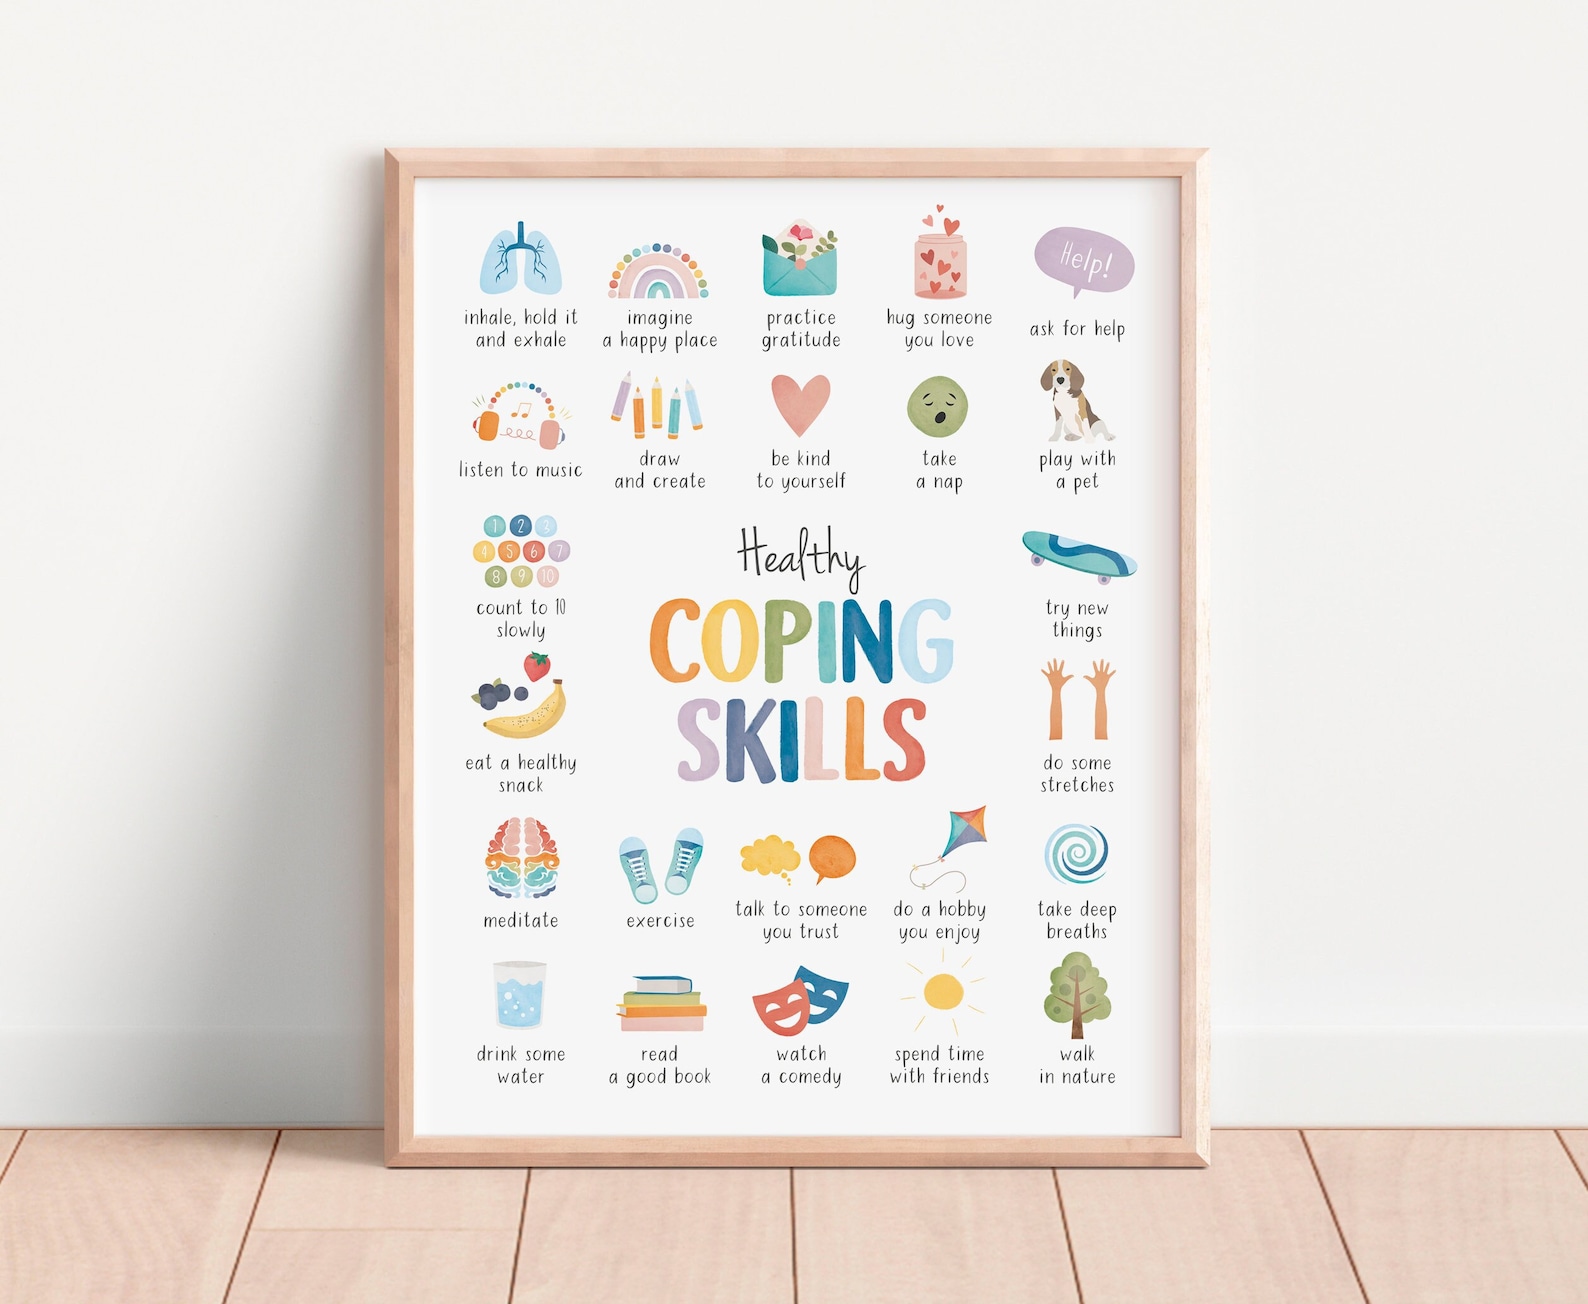 Help!
inhale, hold it
and exhale
imagine
a happy place
practice
gratitude
hug someone
you love
ask for help
listen to music
draw
and create
be kind
to yourself
take
a nap
play with
a pet
1 2 3
4 5 6 7
8 9 10
count to 10
slowly
Healthy
COPING
SKILLS
try new
things
eat a healthy
snack
do some
stretches
meditate
exercise
talk to someone
you trust
do a hobby
you enjoy
take deep
breaths
drink some
water
read
a good book
watch
a comedy
spend time
with friends
walk
in nature